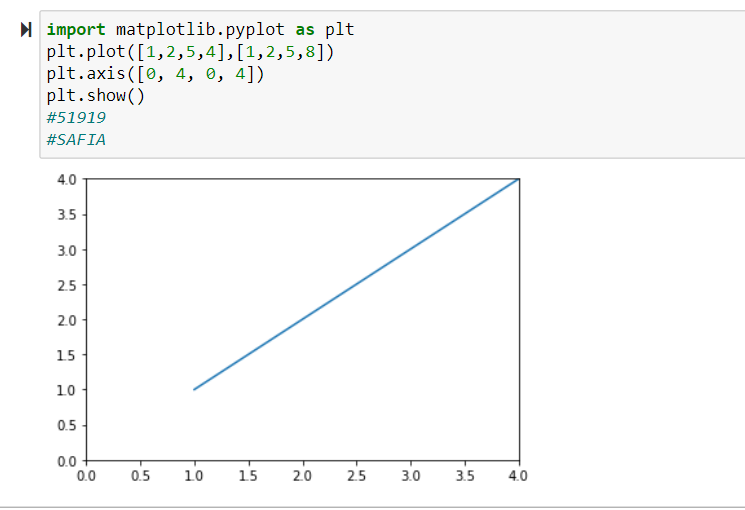 import matplotlib.pyplot as plt
plt.plot([1,2,5,4],[1,2,5,8])
plt.axis([0, 4, 0, 4])
plt.show()
#51919
#SAFIA
4.0
3.5
3.0
2.5
2.0
1.5
1.0
0.5
0.0
0.0 0.5 1.0 1.5 2.0 2.5 3.0 3.5 4.0